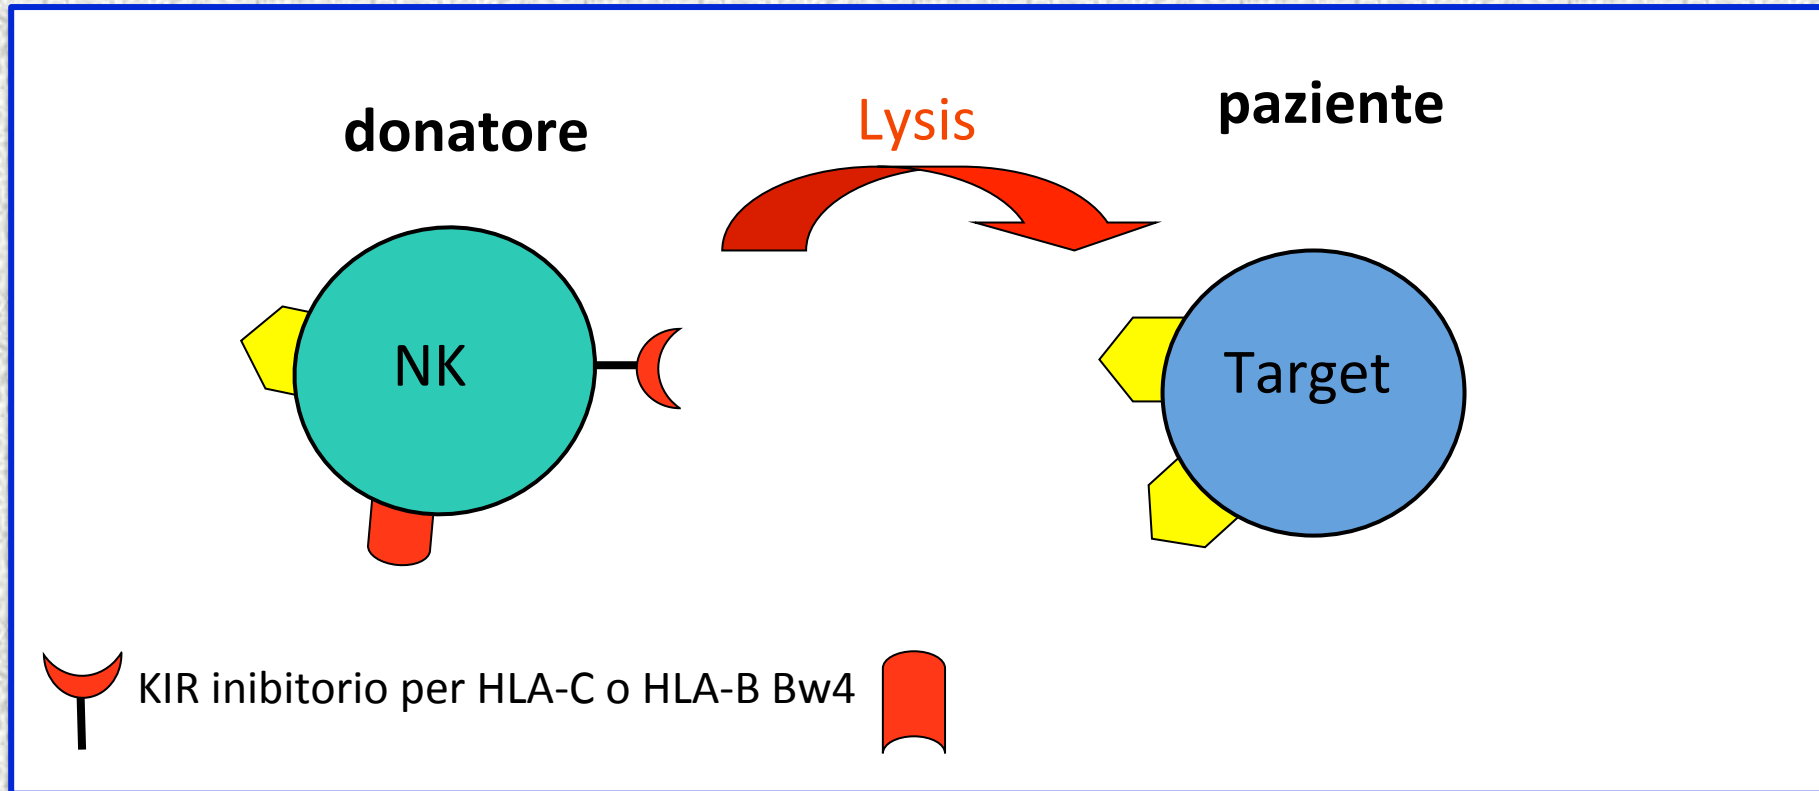 donatore
Lysis
paziente
NK
Target
KIR inibitorio per HLA-C o HLA-B Bw4